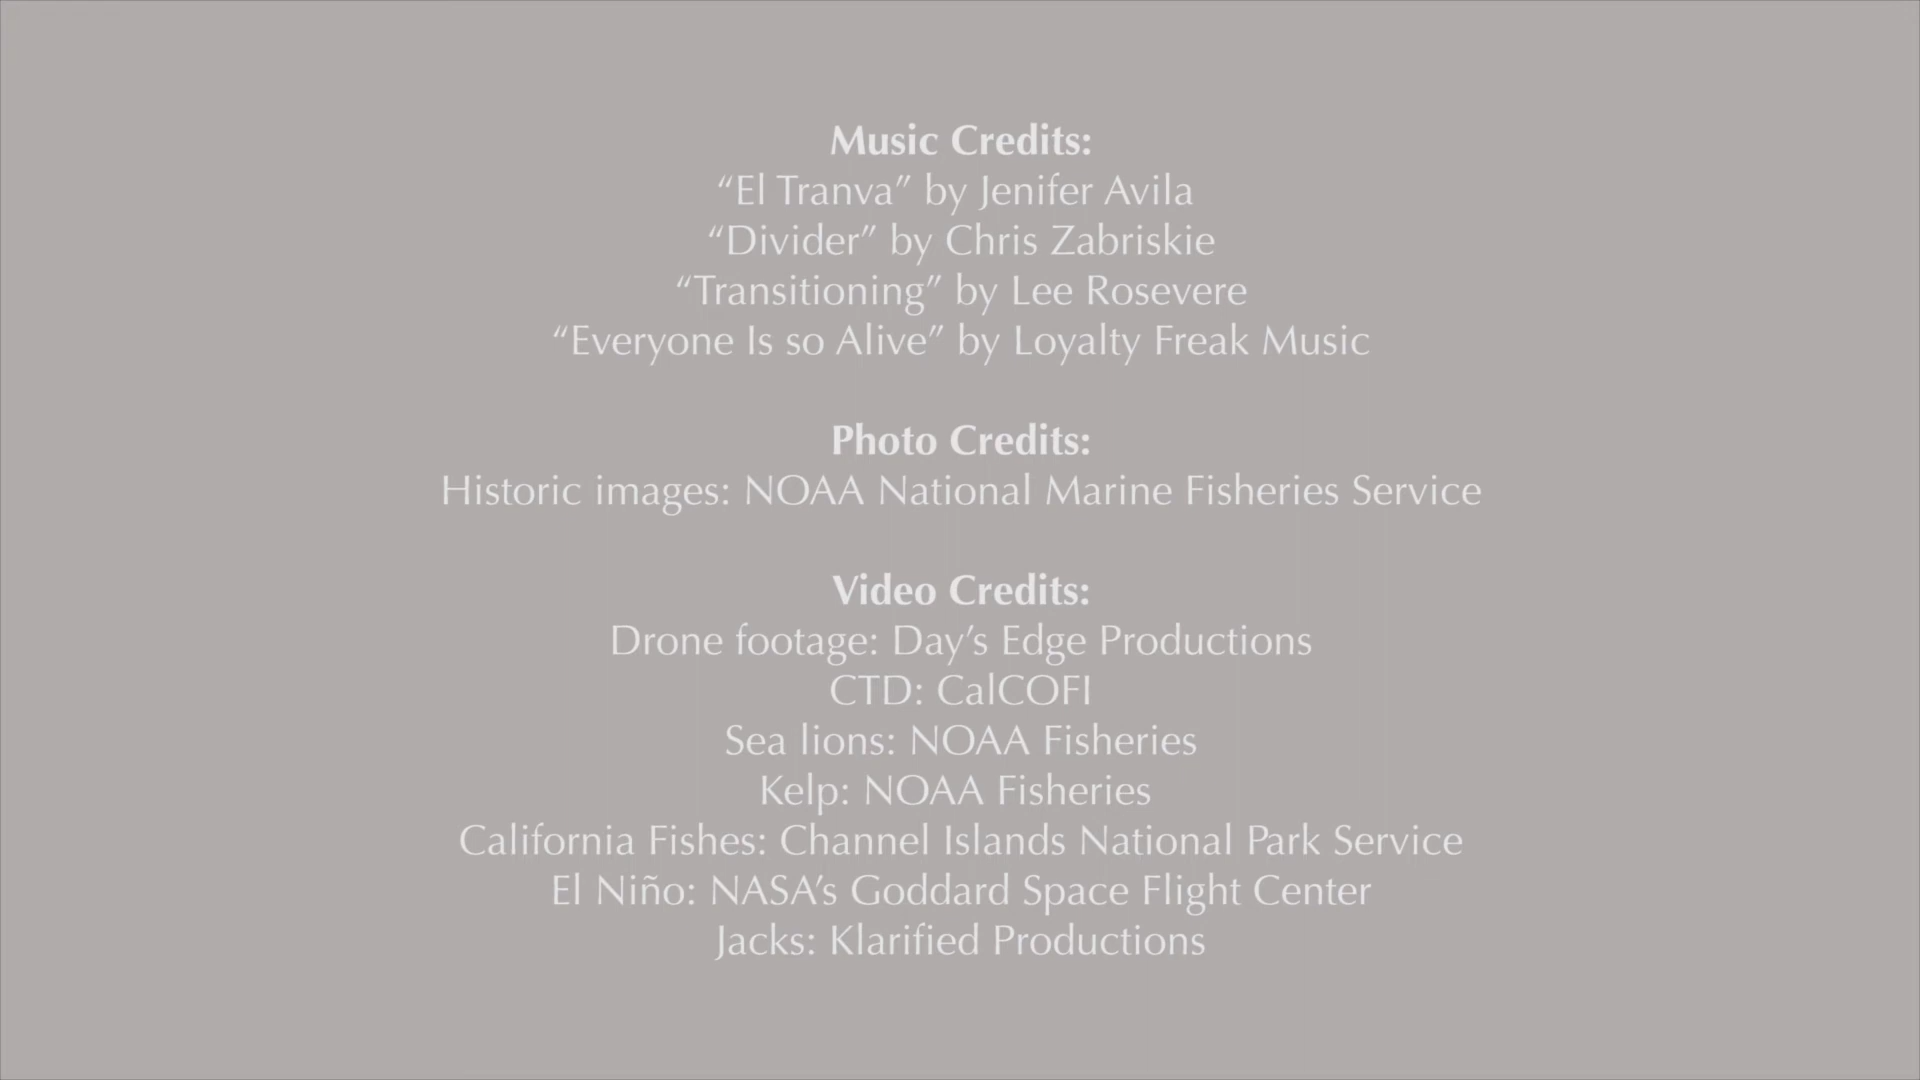 Music Credits:
“El Tranva” by Jenifer Avila
“Divider” by Chris Zabriskie
“Transitioning” by Lee Rosevere
“Everyone Is so Alive” by Loyalty Freak Music
Photo Credits:
Historic images: NOAA National Marine Fisheries Service
Video Credits:
Drone footage: Day’s Edge Productions
CTD: CalCOFI
Sea lions: NOAA Fisheries
Kelp: NOAA Fisheries
California Fishes: Channel Islands National Park Service
El Niño: NASA’s Goddard Space Flight Center
Jacks: Klarified Productions